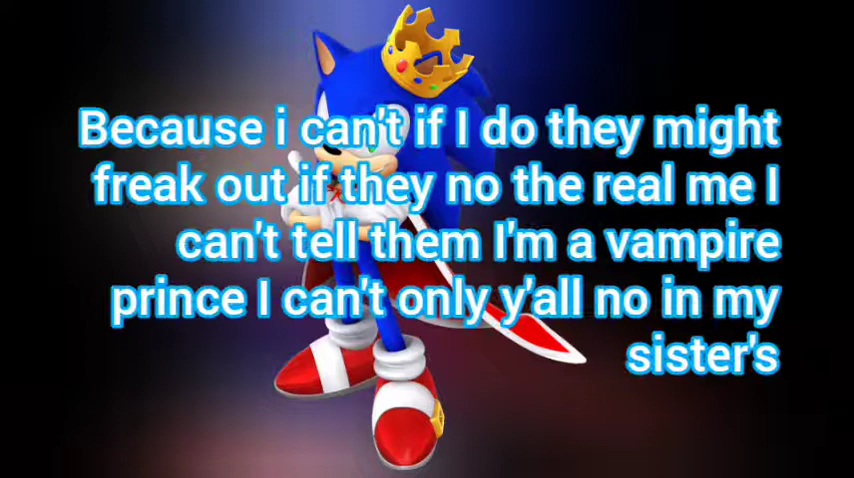 Because i can't if I do they might
freak out if they no the real me I
can't tell them I'm a vampire
prince I can't only y'all no in my
sister's